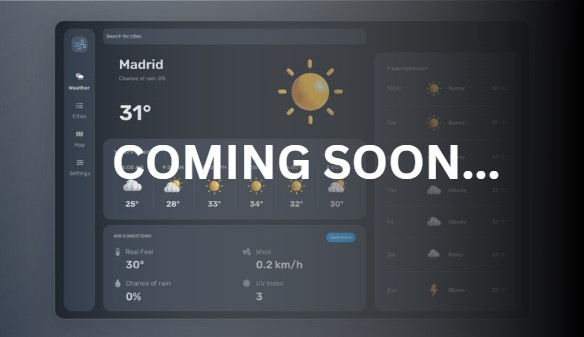 Search for cities
Madrid
Chance of rain: 0%
31°
Weather
Cities
Map
Settings
COMING SOON...
25° 28° 33° 34° 32° 30°
AIR CONDITIONS
See more
Real Feel
30°
Wind
0.2 km/h
Chance of rain
0%
UV Index
3
7-DAY FORECAST
Today Sunny
Tue Sunny
Thu Cloudy
Fri Cloudy
Sat Rainy
Sun Storm